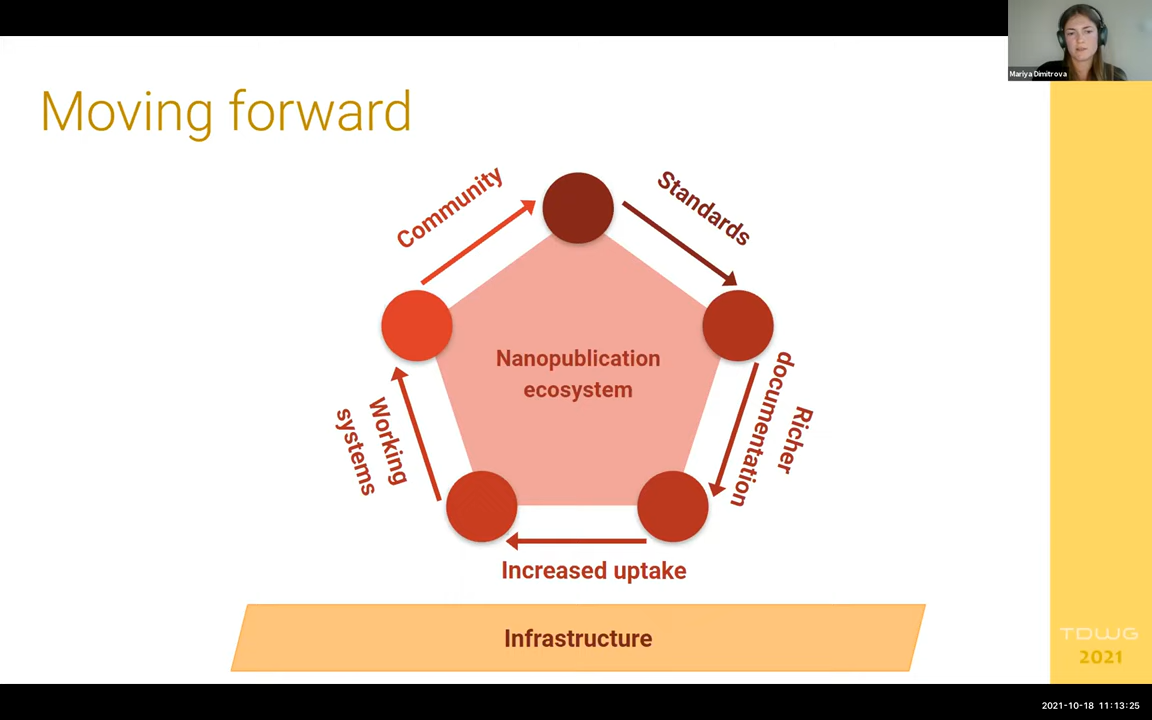 Mariya Dimitrova
Moving forward
Community
Standards
Nanopublication
ecosystem
Working
systems
Richer
documentation
Increased uptake
Infrastructure
TDWG
2021
2021-10-18 11:13:25